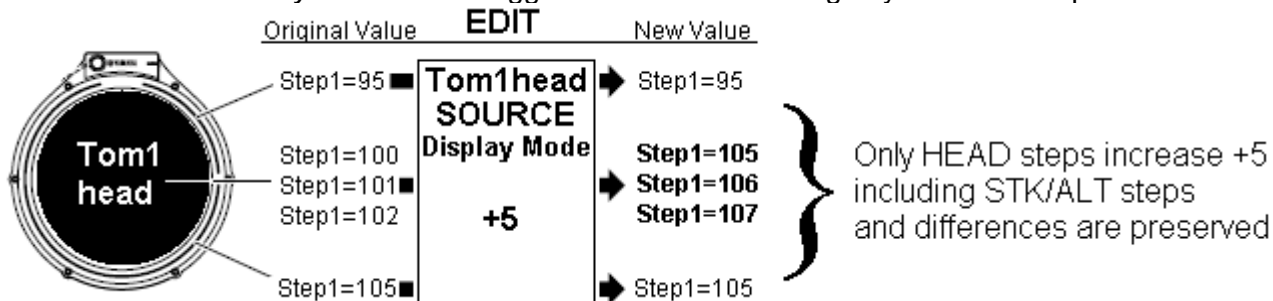 Original Value EDIT New Value
Step1=95 Tom1head Step1=95
SOURCE
Display Mode
Tom1
head
Step1=100 Step1=105
Step1=101 Step1=106
Step1=102 +5 Step1=107
Only HEAD steps increase +5
including STK/ALT steps
and differences are preserved
Step1=105 Step1=105